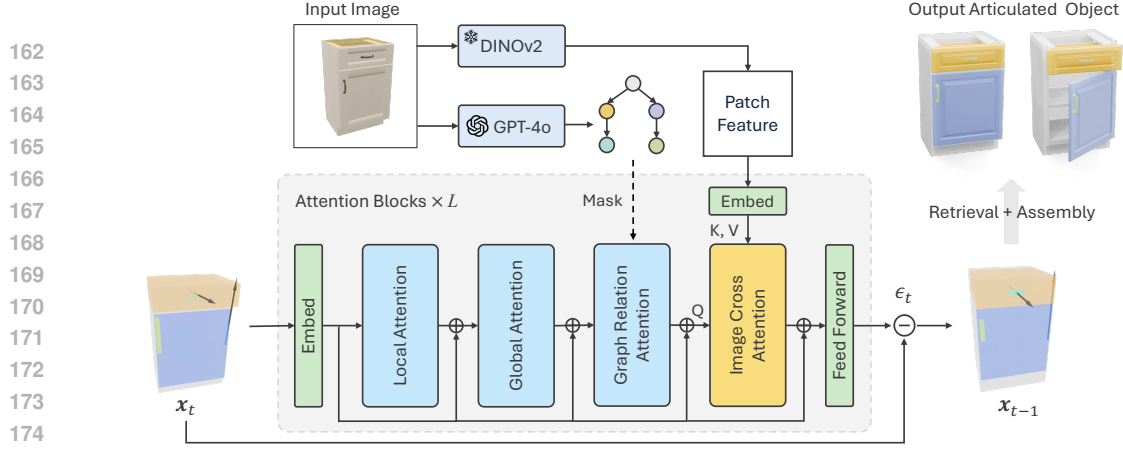 Input Image
Output Articulated Object
162
163
164
165
166
167
168
169
170
171
172
173
174
DINOv2
GPT-4o
Patch
Feature
Attention Blocks × L
Mask
Embed
K, V
Retrieval + Assembly
Embed
Local Attention
Global Attention
Graph Relation
Attention
Q
Image Cross
Attention
Feed Forward
ϵt
−
xt
xt−1